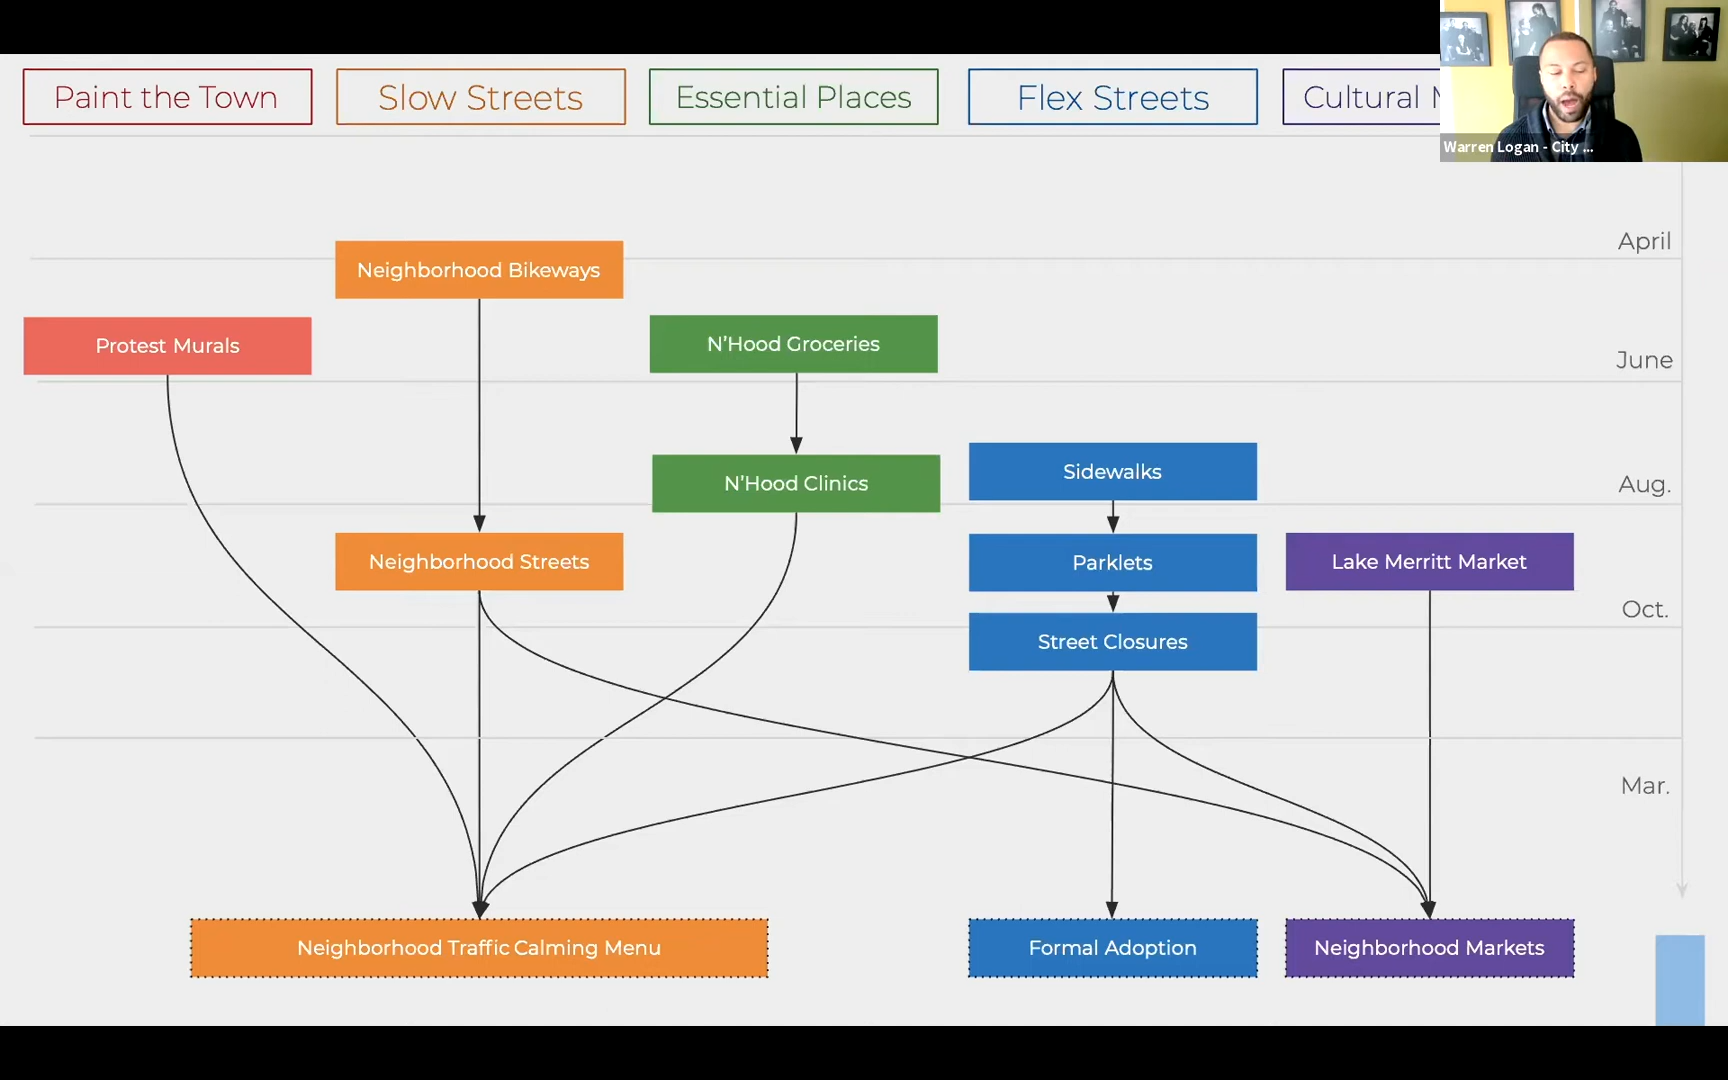 Paint the Town
Slow Streets
Essential Places
Flex Streets
Cultural
Warren Logan - City ...
April
Neighborhood Bikeways
Protest Murals
N'Hood Groceries
June
Sidewalks
N'Hood Clinics
Aug.
Neighborhood Streets
Parklets
Lake Merritt Market
Oct.
Street Closures
Mar.
Neighborhood Traffic Calming Menu
Formal Adoption
Neighborhood Markets